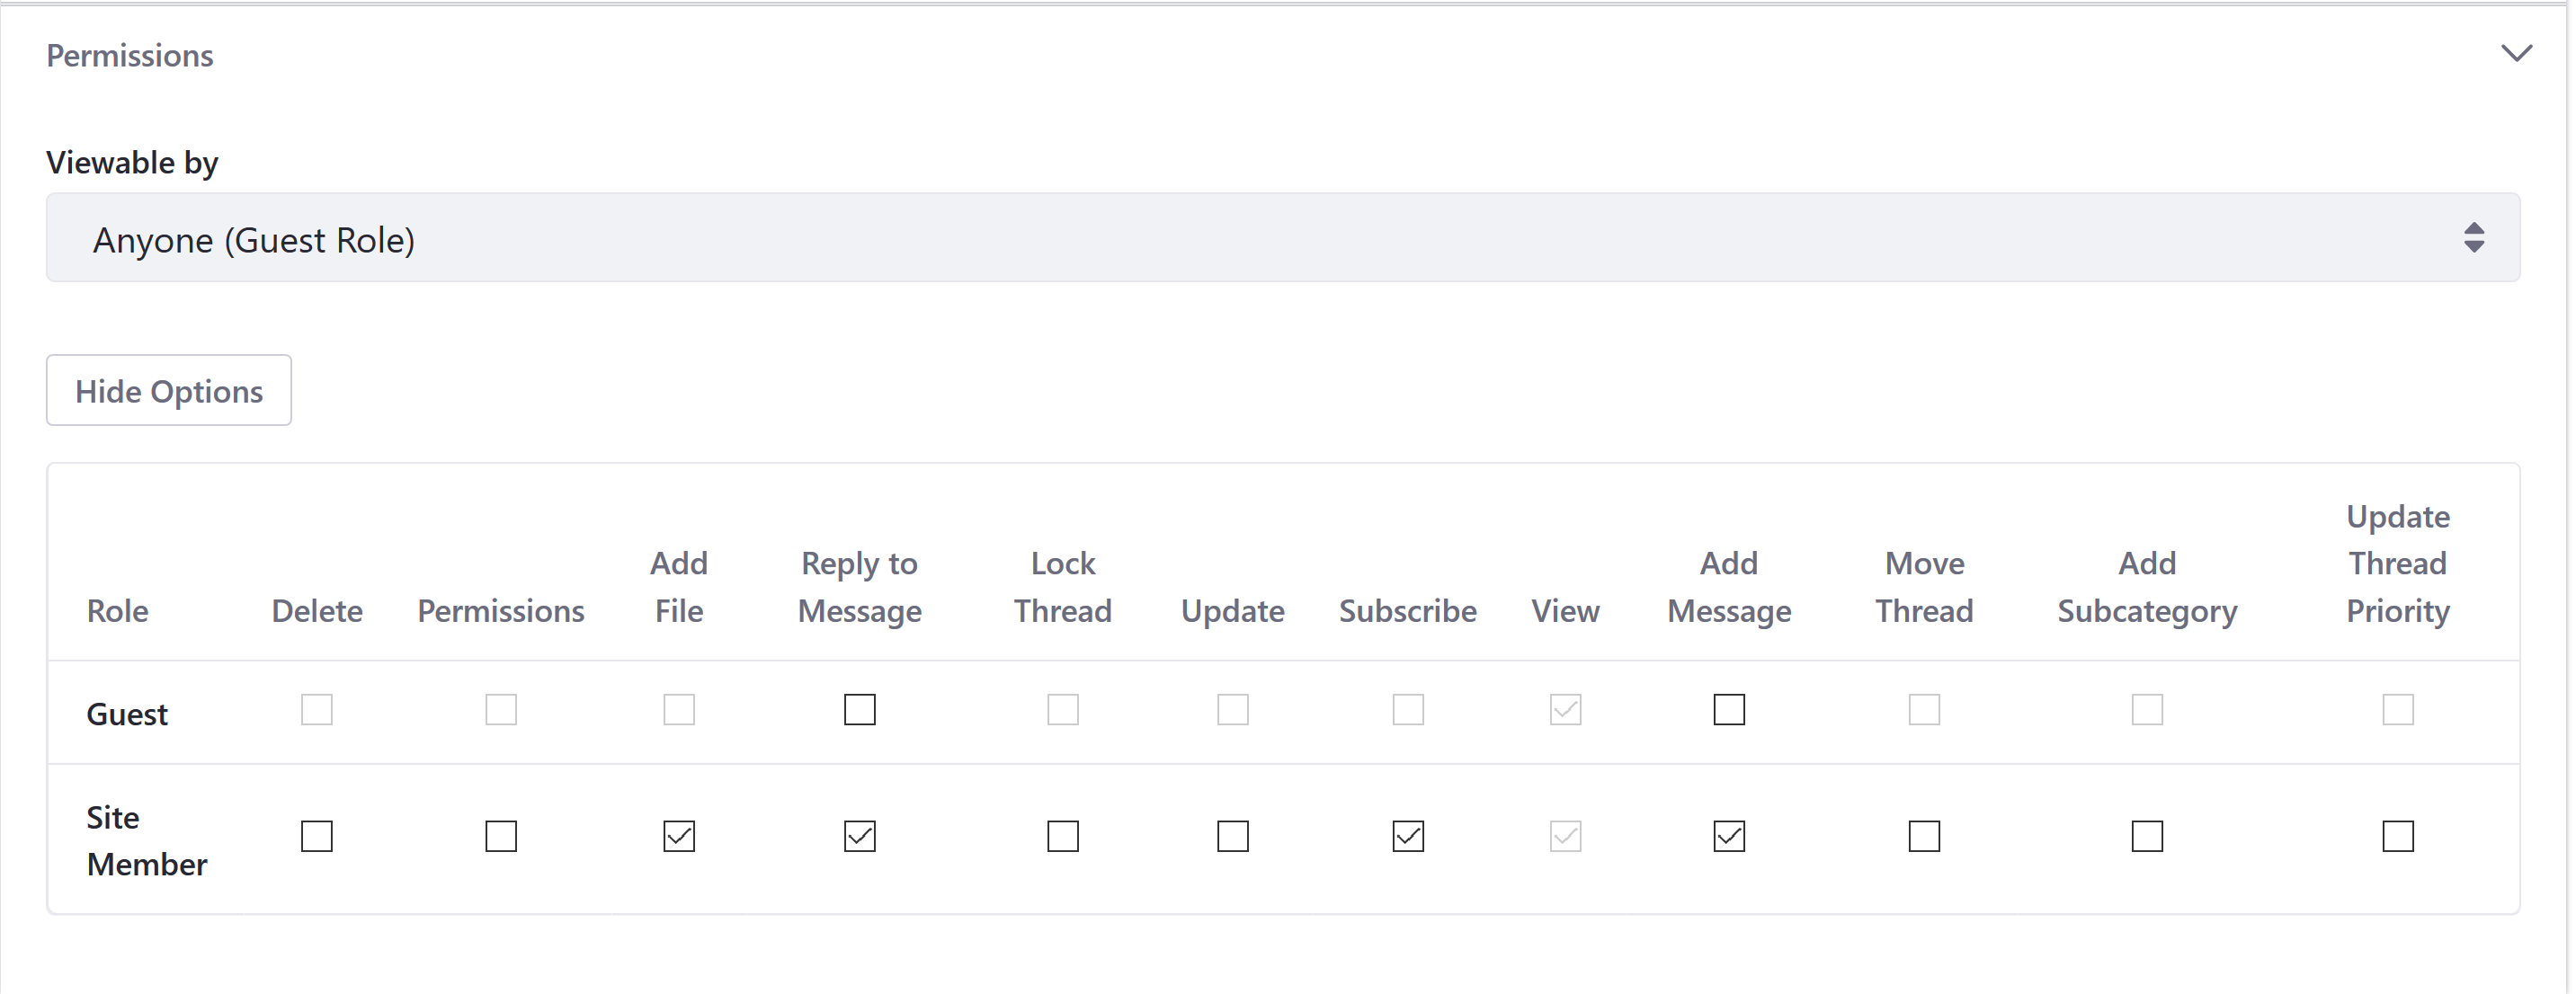 Permissions
Viewable by
Anyone (Guest Role)
Hide Options
Role Delete Permissions Add File Reply to Message Lock Thread Update Subscribe View Add Message Move Thread Add Subcategory Update Thread Priority
Guest
Site
Member